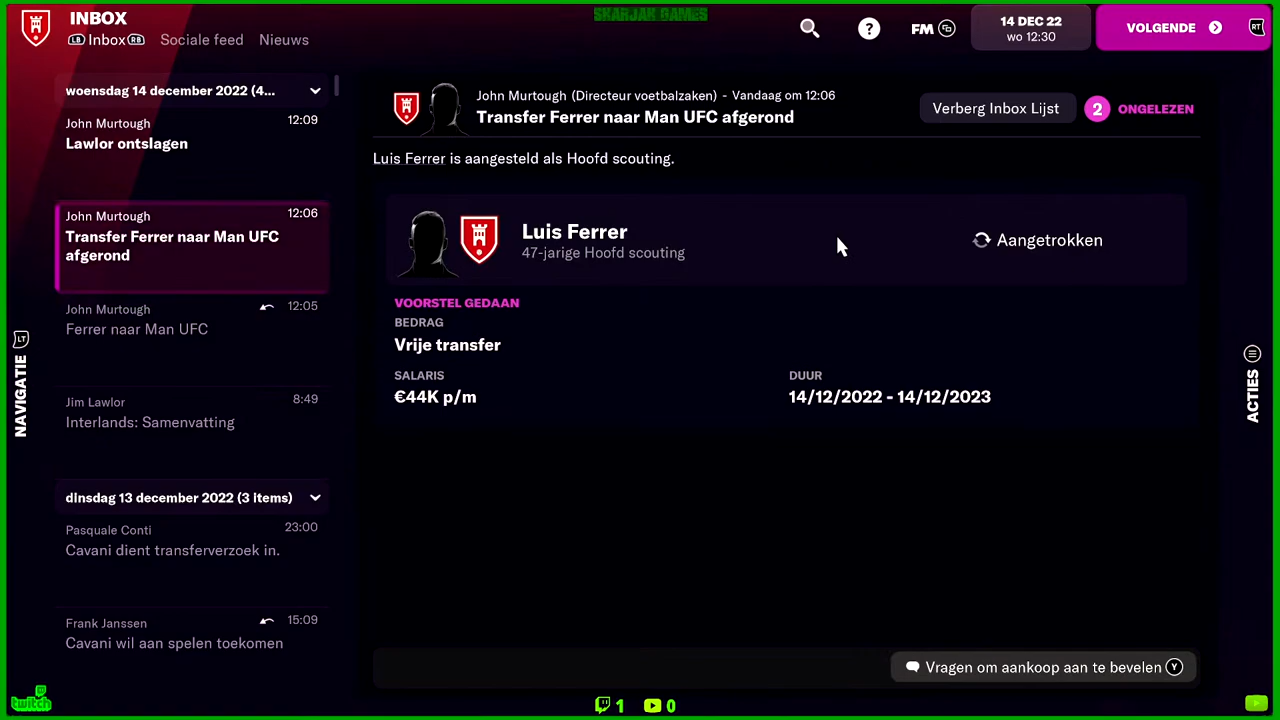 INBOX
LB Inbox RB Sociale feed Nieuws
SKARJAK GAMES
FM
14 DEC 22
wo 12:30
VOLGENDE RT
woensdag 14 december 2022 (4...
John Murtough 12:09
Lawlor ontslagen
John Murtough 12:06
Transfer Ferrer naar Man UFC
afgerond
John Murtough 12:05
Ferrer naar Man UFC
Jim Lawlor 8:49
Interlands: Samenvatting
dinsdag 13 december 2022 (3 items)
Pasquale Conti 23:00
Cavani dient transferverzoek in.
Frank Janssen 15:09
Cavani wil aan spelen toekomen
LT
NAVIGATIE
John Murtough (Directeur voetbalzaken) - Vandaag om 12:06
Transfer Ferrer naar Man UFC afgerond
Verberg Inbox Lijst
2 ONGELEZEN
Luis Ferrer is aangesteld als Hoofd scouting.
Luis Ferrer
47-jarige Hoofd scouting
Aangetrokken
VOORSTEL GEDAAN
BEDRAG
Vrije transfer
SALARIS
€44K p/m
DUUR
14/12/2022 - 14/12/2023
ACTIES
Vragen om aankoop aan te bevelen Y
twitch
1 0